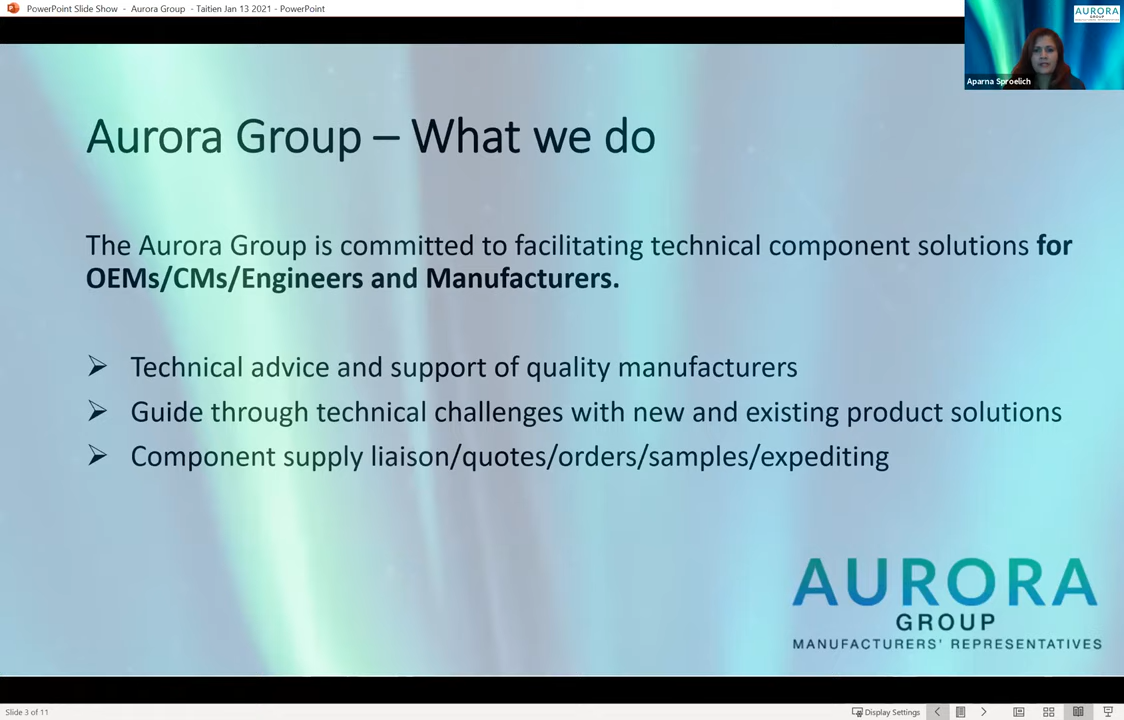 PowerPoint Slide Show - Aurora Group - Taitien Jan 13 2021 - PowerPoint
AURORA
GROUP
Aparna Sproelich
Aurora Group – What we do
The Aurora Group is committed to facilitating technical component solutions for
OEMs/CMs/Engineers and Manufacturers.
Technical advice and support of quality manufacturers
Guide through technical challenges with new and existing product solutions
Component supply liaison/quotes/orders/samples/expediting
AURORA
GROUP
MANUFACTURERS' REPRESENTATIVES
Slide 3 of 11
Display Settings